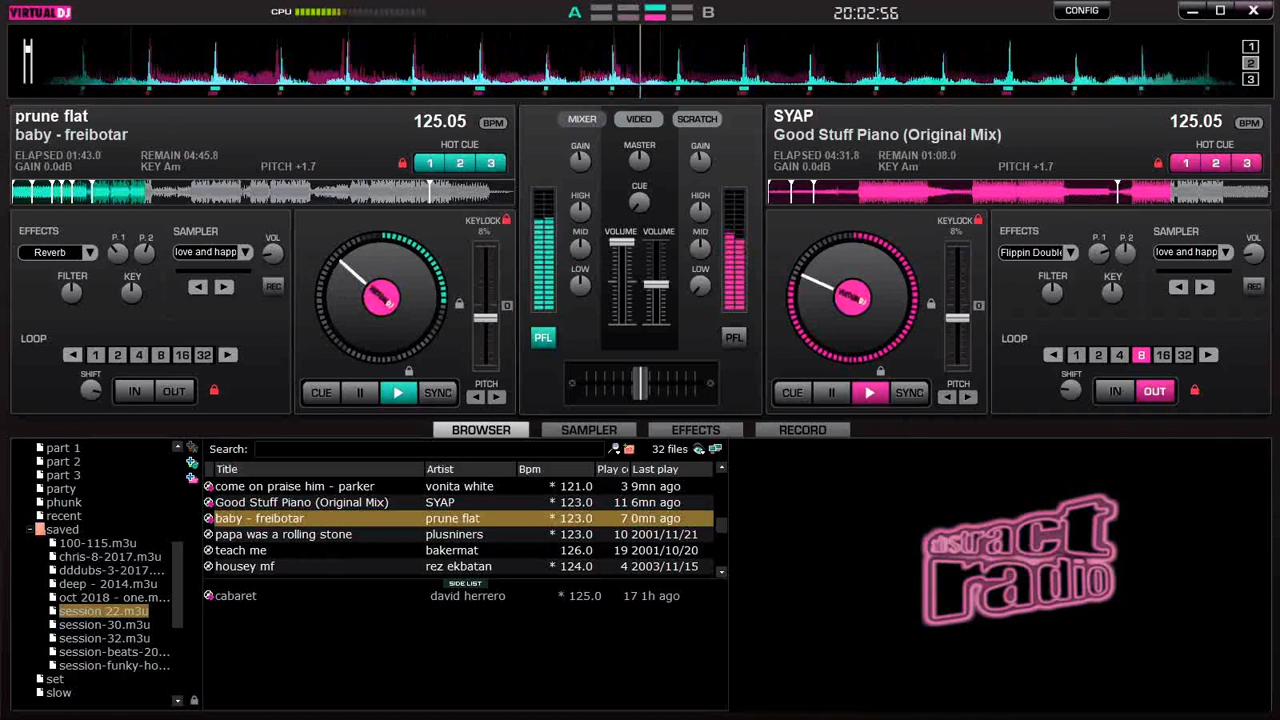 VIRTUAL DJ
CPU
A
B
20:02:56
CONFIG
1
2
3
prune flat
baby - freibotar
125.05 BPM
ELAPSED 01:43.0 REMAIN 04:45.8
GAIN 0.0dB KEY Am PITCH +1.7
HOT CUE
1 2 3
MIXER VIDEO SCRATCH
GAIN MASTER GAIN
HIGH CUE HIGH
MID VOLUME VOLUME MID
LOW LOW
PFL PFL
SYAP
Good Stuff Piano (Original Mix)
125.05 BPM
ELAPSED 04:31.8 REMAIN 01:08.0
GAIN 0.0dB KEY Am PITCH +1.7
HOT CUE
1 2 3
EFFECTS P.1 P.2 SAMPLER VOL
Reverb love and happ
FILTER KEY REC
LOOP
1 2 4 8 16 32
SHIFT IN OUT
KEYLOCK
8%
0
CUE II SYNC PITCH
KEYLOCK
8%
0
CUE II SYNC PITCH
EFFECTS P.1 P.2 SAMPLER VOL
Flippin Double love and happ
FILTER KEY REC
LOOP
1 2 4 8 16 32
SHIFT IN OUT
BROWSER SAMPLER EFFECTS RECORD
part 1
part 2
part 3
party
phunk
recent
saved
100-115.m3u
chris-8-2017.m3u
dddubs-3-2017....
deep - 2014.m3u
oct 2018 - one.m...
session 22.m3u
session-30.m3u
session-32.m3u
session-beats-20...
session-funky-ho...
set
slow
Search: 32 files
Title Artist Bpm Play c Last play
come on praise him - parker vonita white * 121.0 3 9mn ago
Good Stuff Piano (Original Mix) SYAP * 123.0 11 6mn ago
baby - freibotar prune flat * 123.0 7 0mn ago
papa was a rolling stone plusniners * 123.0 10 2001/11/21
teach me bakermat 126.0 19 2001/10/20
housey mf rez ekbatan * 124.0 4 2003/11/15
SIDE LIST
cabaret david herrero * 125.0 17 1h ago
abstract
radio